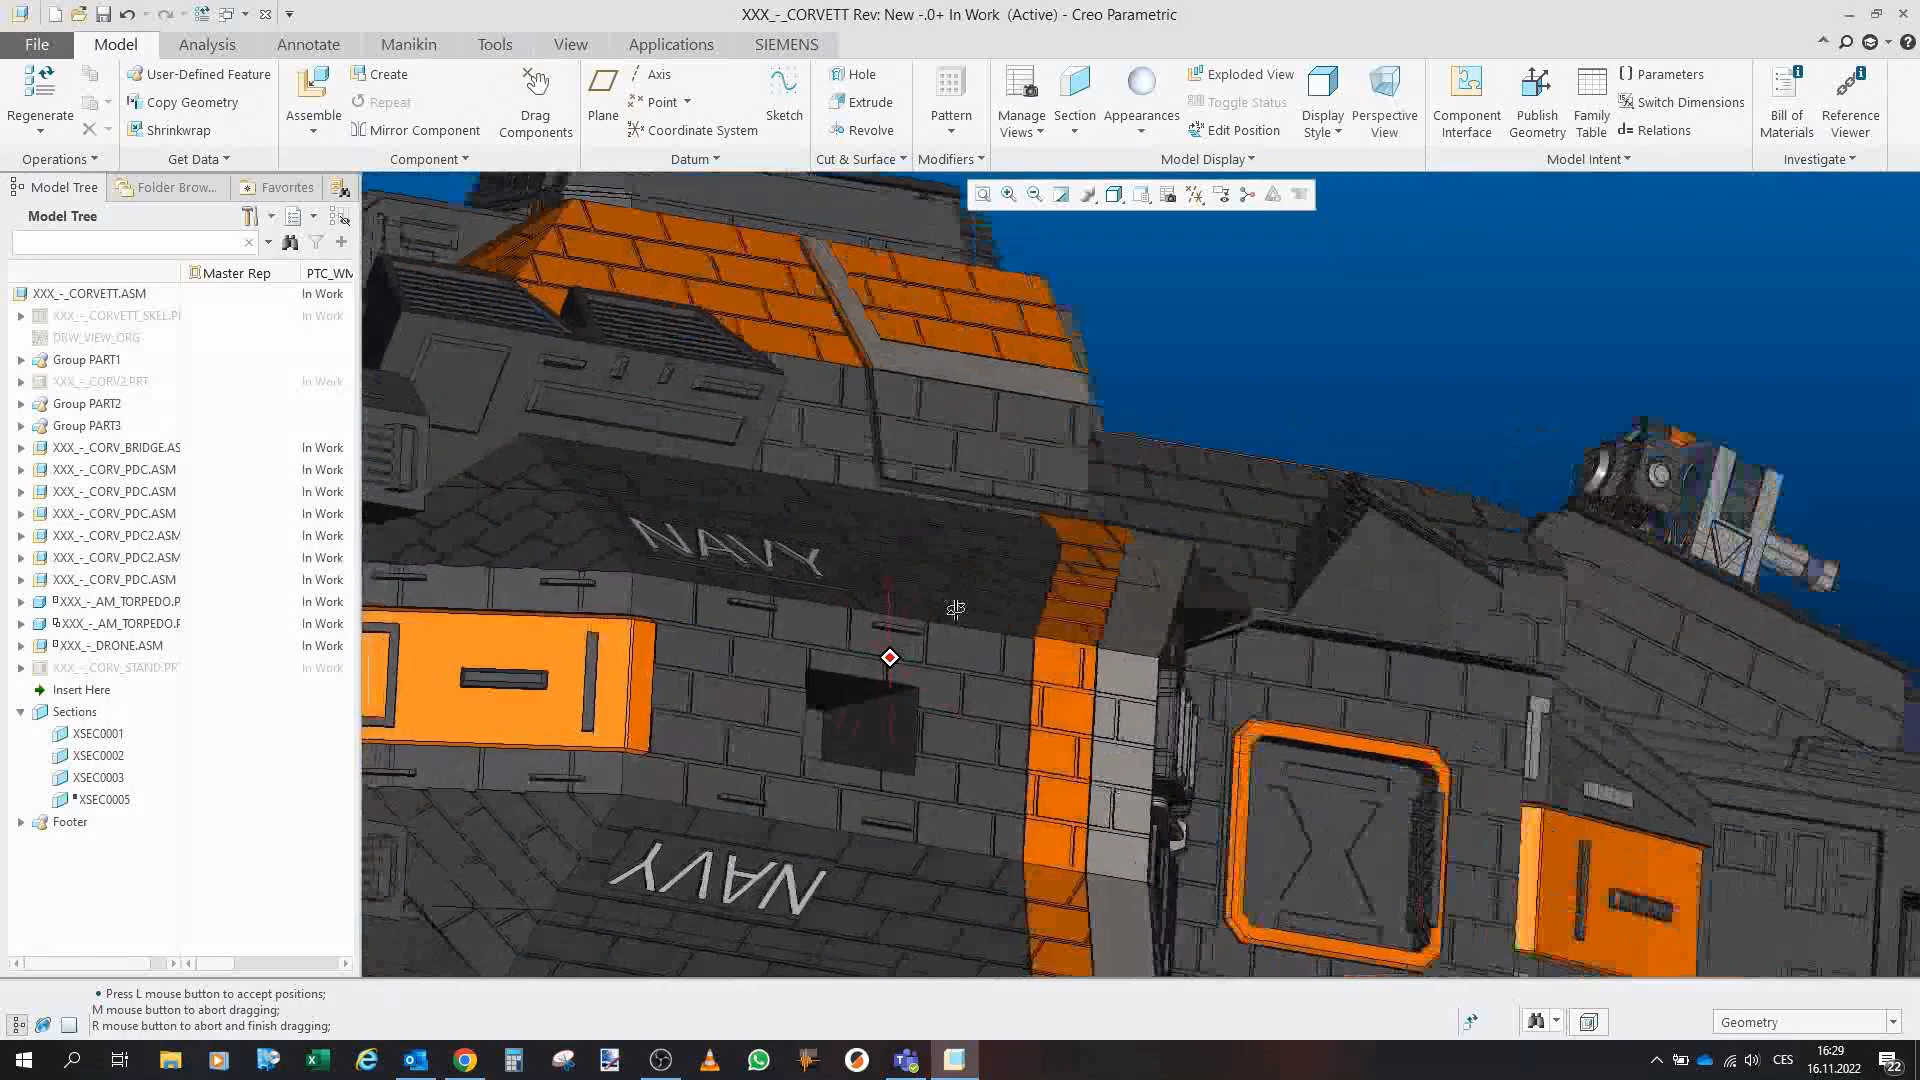 XXX_-_CORVETT Rev: New -.0+ In Work (Active) - Creo Parametric
File Model Analysis Annotate Manikin Tools View Applications SIEMENS
Regenerate
Operations
User-Defined Feature
Copy Geometry
Shrinkwrap
Get Data
Assemble
Create
Repeat
Mirror Component
Drag
Components
Component
Plane
Axis
Point
Coordinate System
Sketch
Datum
Hole
Extrude
Revolve
Cut & Surface
Pattern
Modifiers
Manage
Views
Section
Appearances
Exploded View
Toggle Status
Edit Position
Display
Style
Perspective
View
Model Display
Component
Interface
Publish
Geometry
Family
Table
Parameters
Switch Dimensions
Relations
Model Intent
Bill of
Materials
Reference
Viewer
Investigate
Model Tree Folder Brow... Favorites
Model Tree
Master Rep PTC_WM
XXX_-_CORVETT.ASM In Work
XXX_-_CORVETT_SKEL.PI In Work
DRW_VIEW_ORG
Group PART1
XXX_-_CORV2.PRT In Work
Group PART2
Group PART3
XXX_-_CORV_BRIDGE.AS In Work
XXX_-_CORV_PDC.ASM In Work
XXX_-_CORV_PDC.ASM In Work
XXX_-_CORV_PDC.ASM In Work
XXX_-_CORV_PDC2.ASM In Work
XXX_-_CORV_PDC2.ASM In Work
XXX_-_CORV_PDC.ASM In Work
XXX_-_AM_TORPEDO.P In Work
XXX_-_AM_TORPEDO.F In Work
XXX_-_DRONE.ASM In Work
XXX_-_CORV_STAND.PR In Work
Insert Here
Sections
XSEC0001
XSEC0002
XSEC0003
XSEC0005
Footer
NAVY
NAVY
• Press L mouse button to accept positions;
M mouse button to abort dragging;
R mouse button to abort and finish dragging;
Geometry
CES
16:29
16.11.2022
22